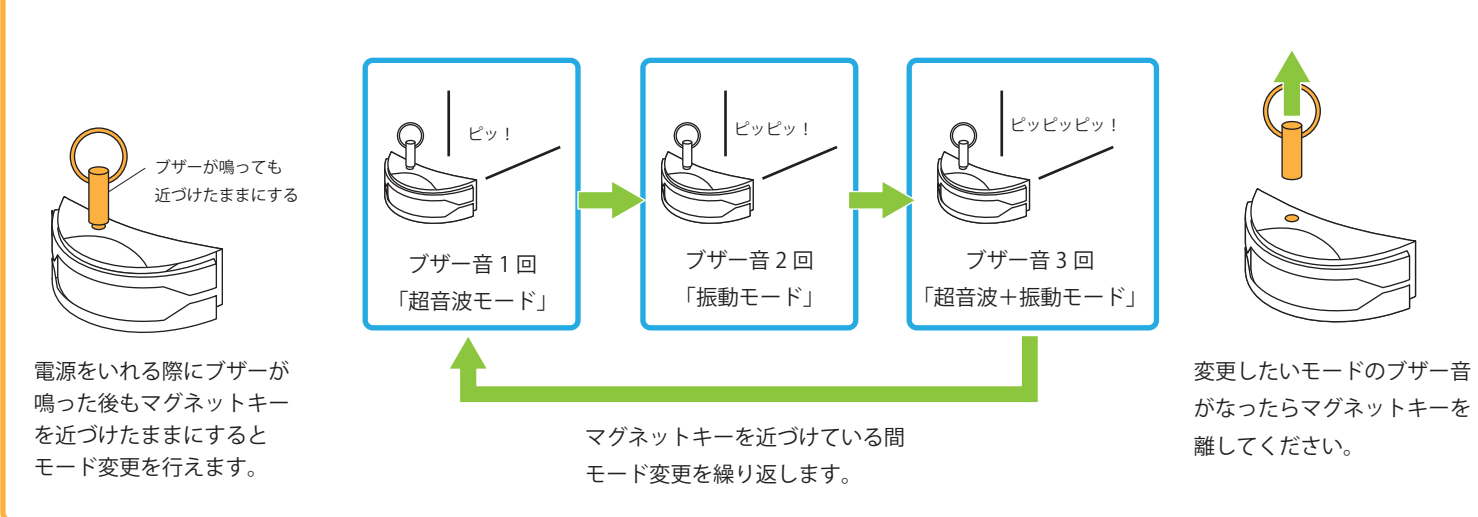 ブザーが鳴っても
近づけたままにする
電源をいれる際にブザーが
鳴った後もマグネットキー
を近づけたままにすると
モード変更を行えます。
ピッ！
ブザー音 1 回
「超音波モード」
ピッピッ！
ブザー音 2 回
「振動モード」
ピッピッピッ！
ブザー音 3 回
「超音波＋振動モード」
マグネットキーを近づけている間
モード変更を繰り返します。
変更したいモードのブザー音
がなったらマグネットキーを
離してください。